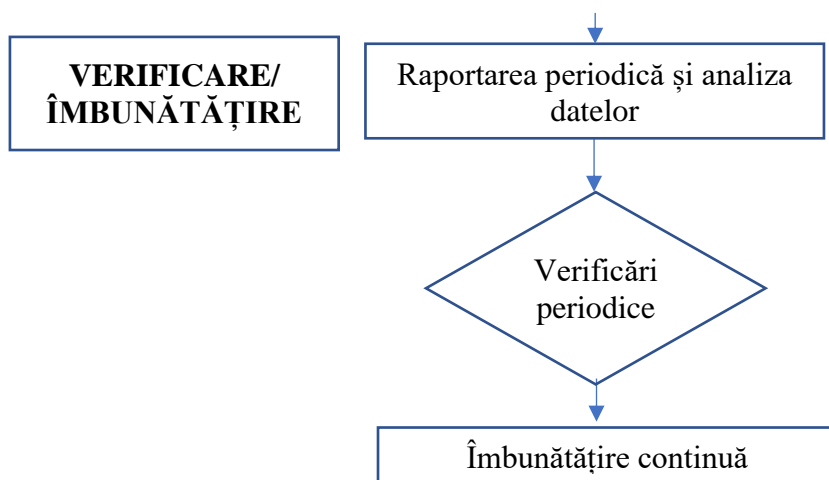 VERIFICARE/
ÎMBUNĂTĂȚIRE
Raportarea periodică și analiza
datelor
Verificări
periodice
Îmbunătățire continuă